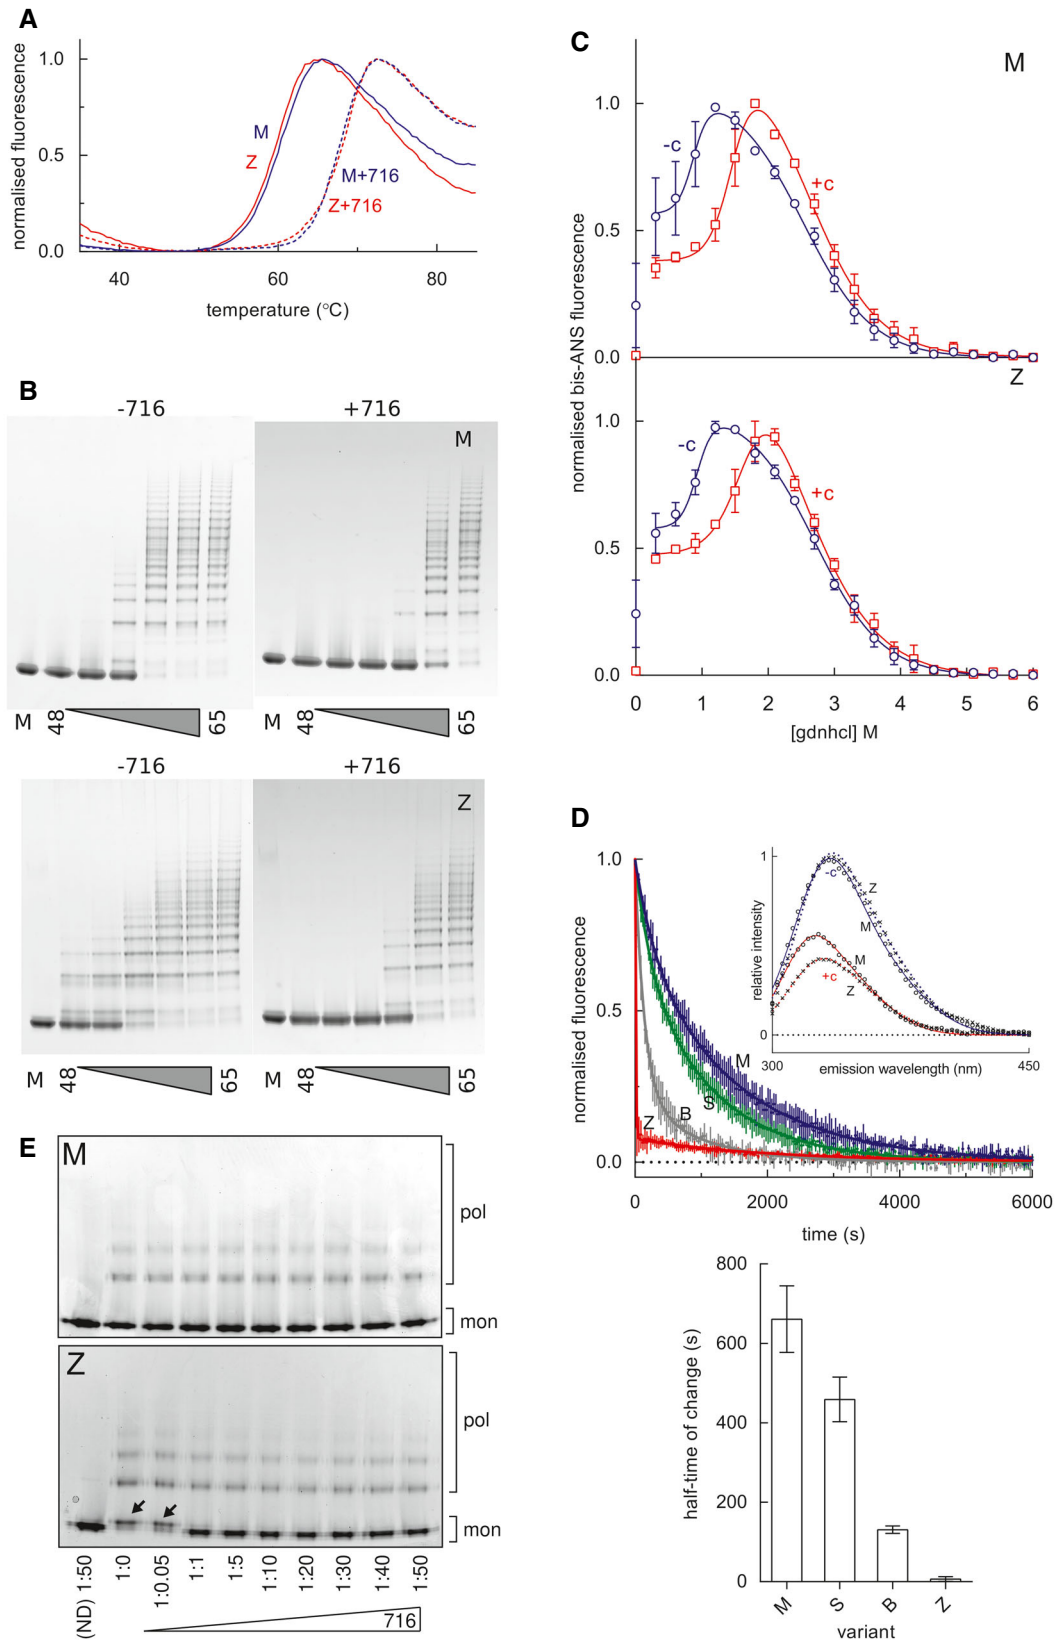 A
normalised fluorescence
1.0
0.5
0.0
M
Z
M+716
Z+716
40
60
80
temperature (°C)
B
-716
+716
M
M
48
65
M
48
65
-716
+716
Z
M
48
65
M
48
65
C
normalised bis-ANS fluorescence
M
1.0
0.5
0.0
-c
+c
Z
1.0
0.5
0.0
-c
+c
0
1
2
3
4
5
6
[gdnhcl] M
D
normalised fluorescence
1.0
0.5
0.0
M
S
B
Z
0
2000
4000
6000
time (s)
relative intensity
1
0
-c
Z
M
M
+c
Z
300
450
emission wavelength (nm)
half-time of change (s)
800
600
400
200
0
M
S
B
Z
variant
E
M
pol
mon
Z
pol
mon
(ND) 1:50
1:0
1:0.05
1:1
1:5
1:10
1:20
1:30
1:40
1:50
716